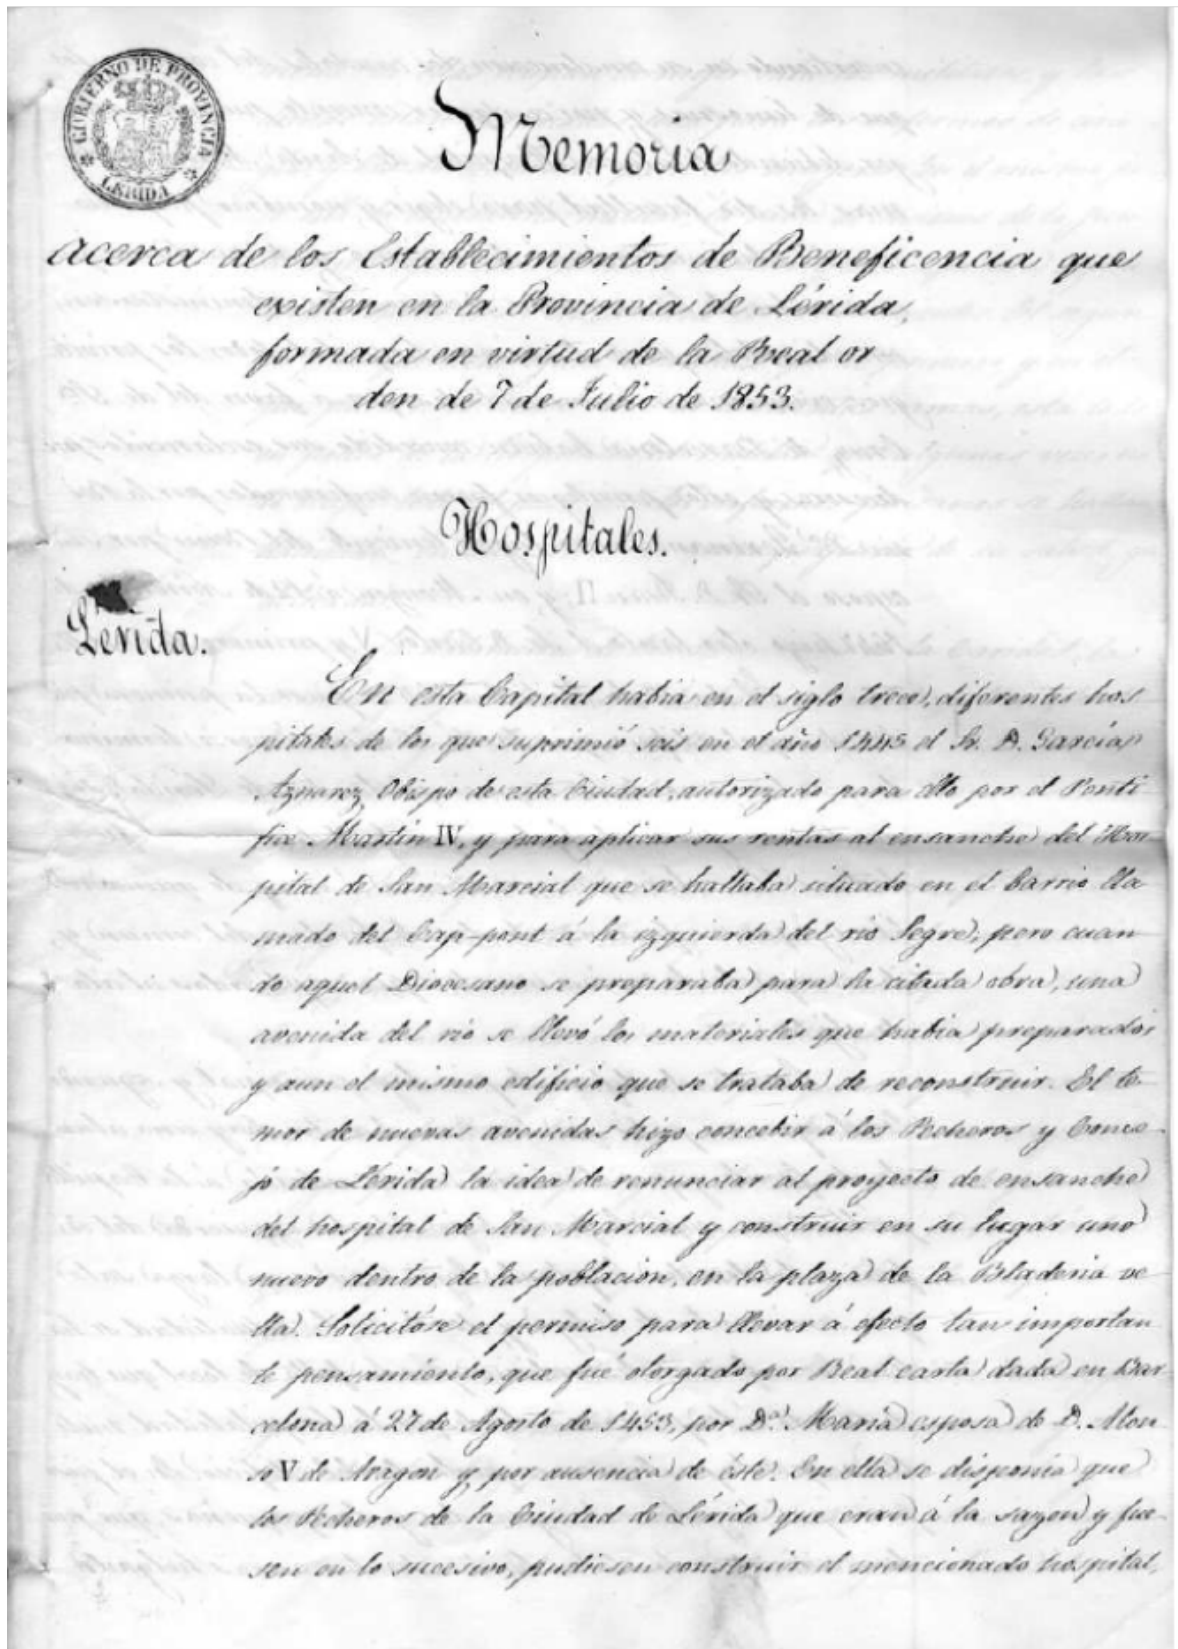 GOBIERNO DE PROVINCIA
LERIDA
Memoria
acerca de los Establecimientos de Beneficencia que
existen en la Provincia de Lérida,
formada en virtud de la Real or
den de 7 de Julio de 1853.
Hospitales.
Lérida.
En esta Capital habia en el siglo trece, diferentes hos
pitales de los que suprimió seis en el año 1445 el Sr. D. García
Aznarez, Obispo de esta Ciudad, autorizado para ello por el Ponti
fice Martin IV, y para aplicar sus rentas al ensanche del Hos-
pital de San Marcial que se hallaba situado en el barrio lla
mado del Cap-pont á la izquierda del rio Segre; pero cuan
do aquel Diocesano se preparaba para la citada obra, una
avenida del rio se llevó los materiales que habia preparados
y aun el mismo edificio que se trataba de reconstruir. El te-
mor de nuevas avenidas hizo concebir á los Pecheros y Conce-
jo de Lérida la idea de renunciar al proyecto de ensanche
del hospital de San Marcial y construir en su lugar uno
nuevo dentro de la poblacion, en la plaza de la Bladeria ve
lla. Solicitóse el permiso para llevar á efecto tan importan
te pensamiento, que fué otorgado por Real carta dada en Bar
celona á 27 de Agosto de 1453, por Dª. María esposa de D. Alon
so V de Aragon y por ausencia de éste. En ella se disponia que
los Pecheros de la Ciudad de Lérida que eran á la sazon y fue-
sen en lo sucesivo, pudiesen construir el mencionado hospital,